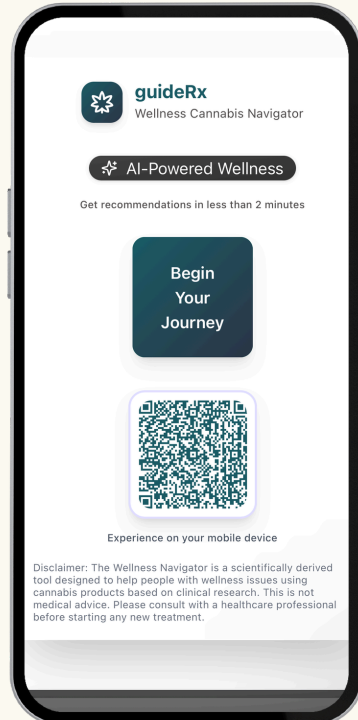 guideRx
Wellness Cannabis Navigator
AI-Powered Wellness
Get recommendations in less than 2 minutes
Begin
Your
Journey
Experience on your mobile device
Disclaimer: The Wellness Navigator is a scientifically derived
tool designed to help people with wellness issues using
cannabis products based on clinical research. This is not
medical advice. Please consult with a healthcare professional
before starting any new treatment.